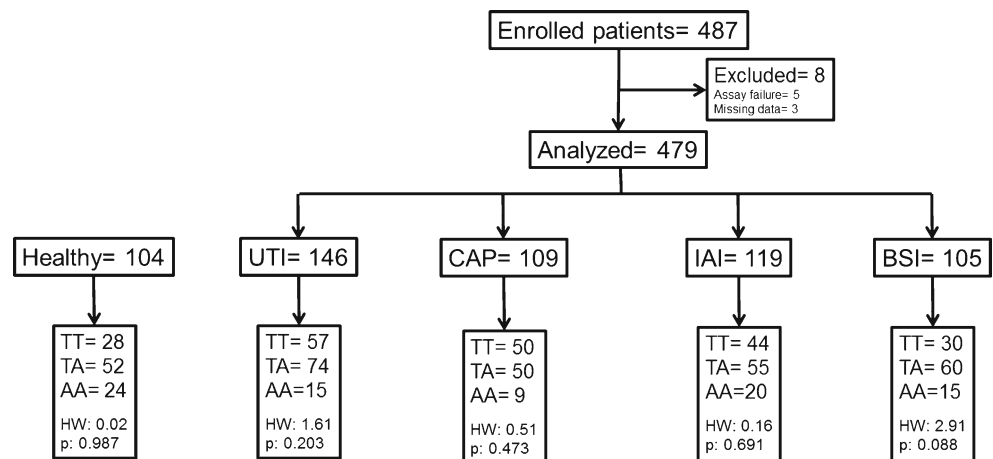 Enrolled patients= 487
Excluded= 8
Assay failure= 5
Missing data= 3
Analyzed= 479
Healthy= 104
UTI= 146
CAP= 109
IAI= 119
BSI= 105
TT= 28
TA= 52
AA= 24
HW: 0.02
p: 0.987
TT= 57
TA= 74
AA= 15
HW: 1.61
p: 0.203
TT= 50
TA= 50
AA= 9
HW: 0.51
p: 0.473
TT= 44
TA= 55
AA= 20
HW: 0.16
p: 0.691
TT= 30
TA= 60
AA= 15
HW: 2.91
p: 0.088